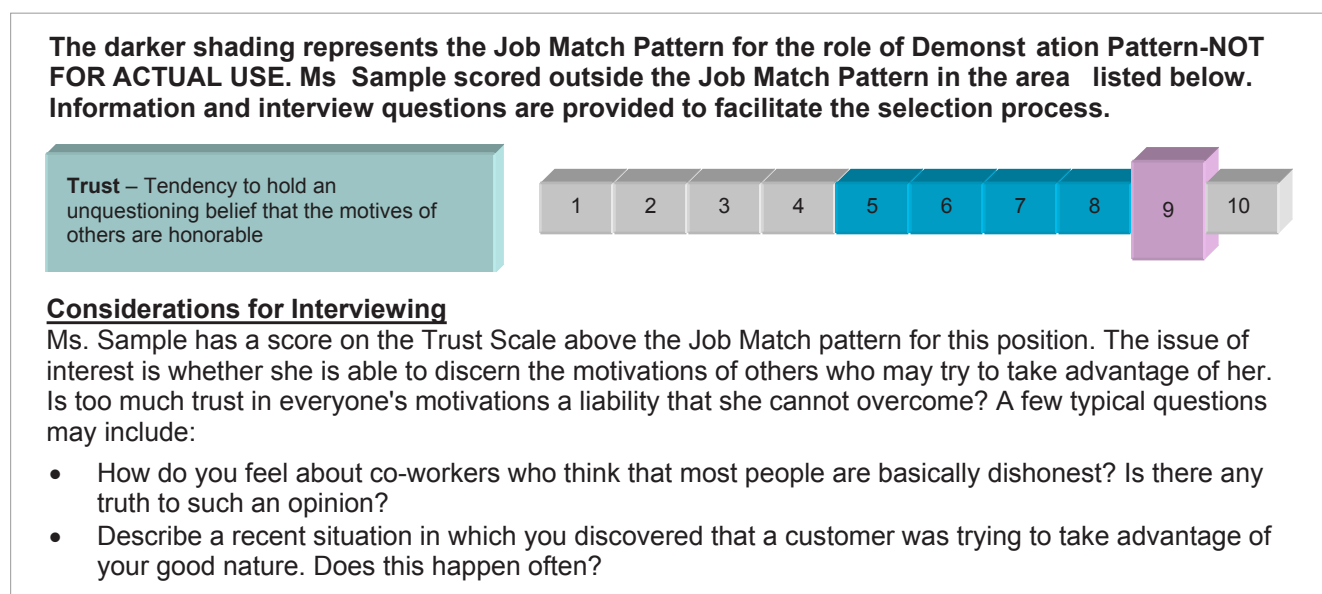 The darker shading represents the Job Match Pattern for the role of Demonst ation Pattern-NOT
FOR ACTUAL USE. Ms Sample scored outside the Job Match Pattern in the area listed below.
Information and interview questions are provided to facilitate the selection process.
Trust – Tendency to hold an
unquestioning belief that the motives of
others are honorable
1 2 3 4 5 6 7 8 9 10
Considerations for Interviewing
Ms. Sample has a score on the Trust Scale above the Job Match pattern for this position. The issue of
interest is whether she is able to discern the motivations of others who may try to take advantage of her.
Is too much trust in everyone's motivations a liability that she cannot overcome? A few typical questions
may include:
• How do you feel about co-workers who think that most people are basically dishonest? Is there any
truth to such an opinion?
• Describe a recent situation in which you discovered that a customer was trying to take advantage of
your good nature. Does this happen often?